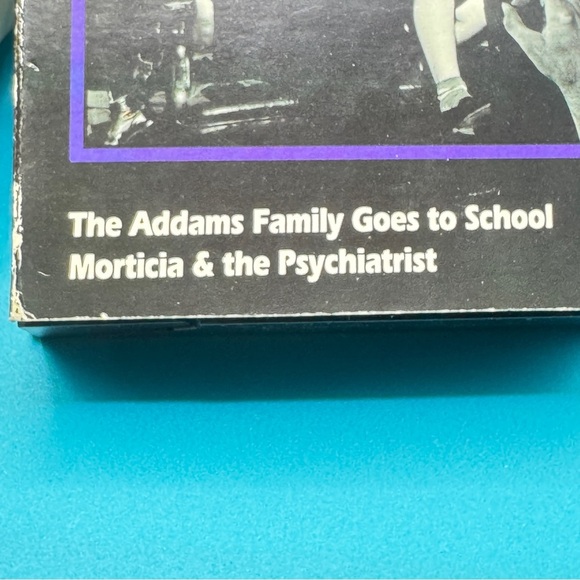 The Addams Family Goes to School
Morticia & the Psychiatrist